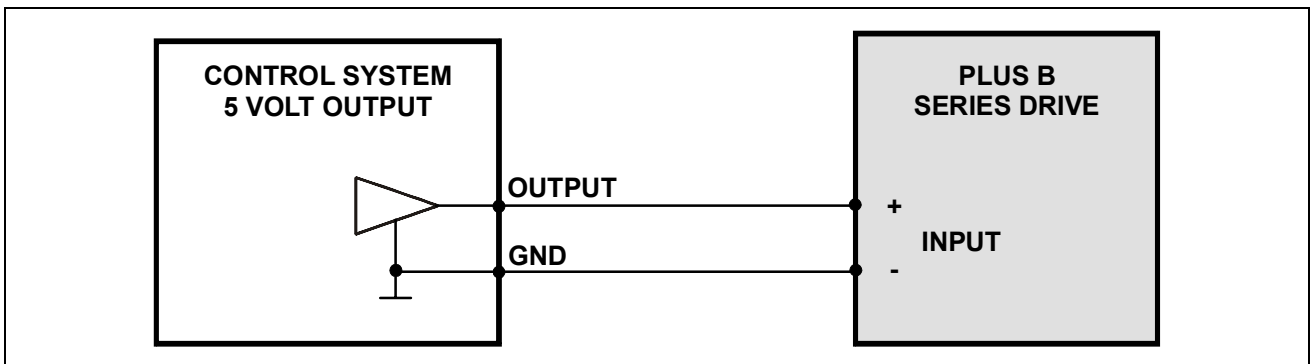 CONTROL SYSTEM
5 VOLT OUTPUT
PLUS B
SERIES DRIVE
OUTPUT
+
INPUT
GND
-